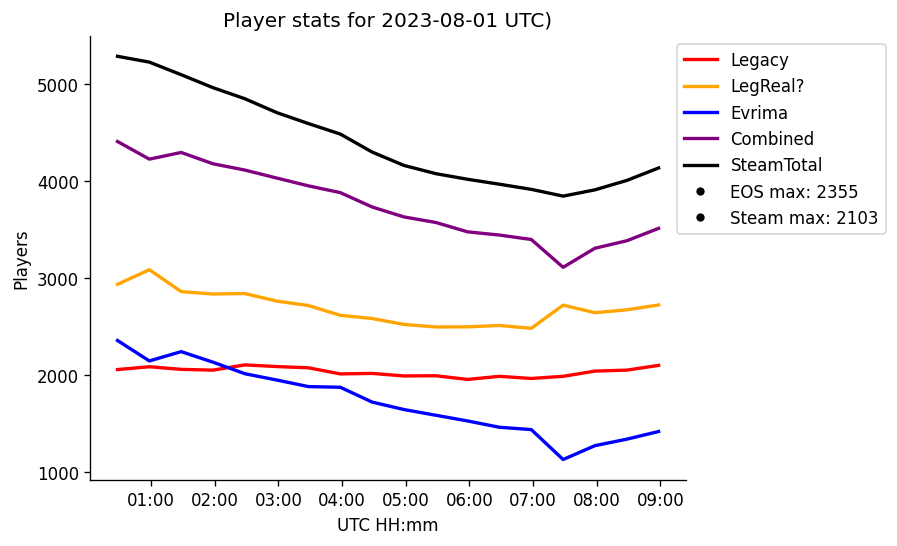 Player stats for 2023-08-01 UTC)
Legacy
LegReal?
Evrima
Combined
SteamTotal
EOS max: 2355
Steam max: 2103
Players
5000
4000
3000
2000
1000
01:00 02:00 03:00 04:00 05:00 06:00 07:00 08:00 09:00
UTC HH:mm